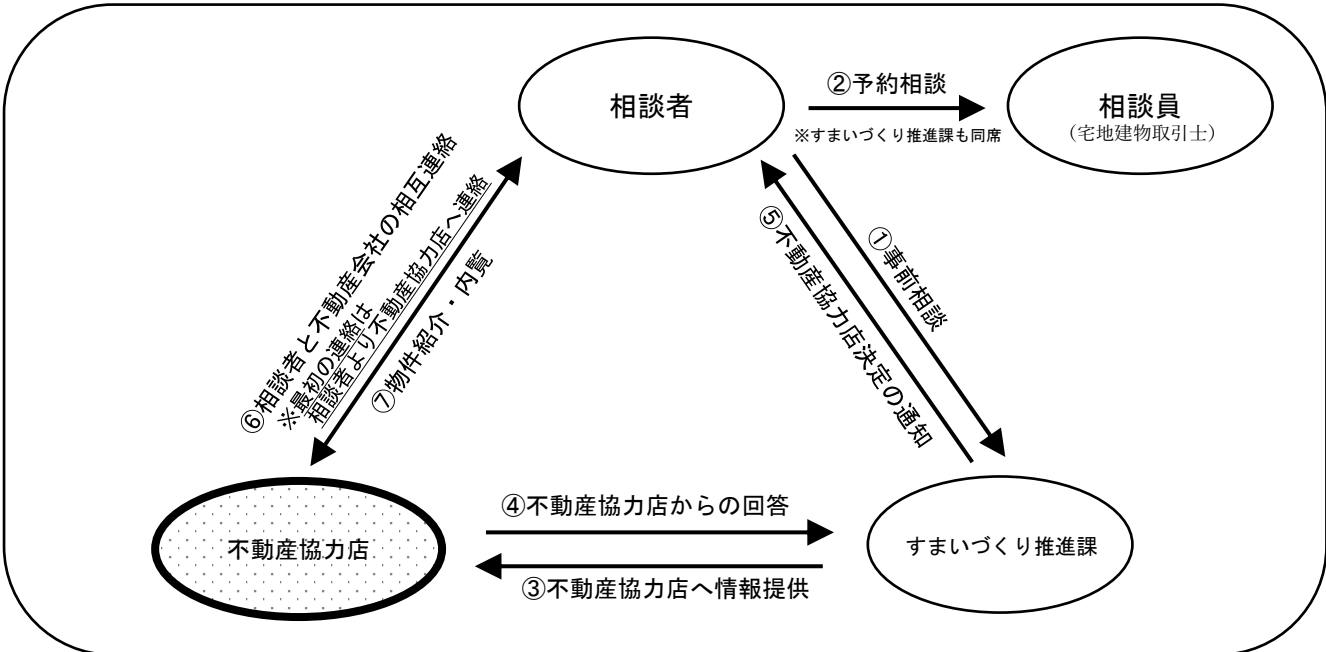 相談者
②予約相談
※すまいづくり推進課も同席
相談員
（宅地建物取引士）
⑥相談者と不動産会社の相互連絡
※最初の連絡は
相談者より不動産協力店へ連絡
⑦物件紹介・内覧
⑤不動産協力店決定の通知
①事前相談
不動産協力店
④不動産協力店からの回答
③不動産協力店へ情報提供
すまいづくり推進課